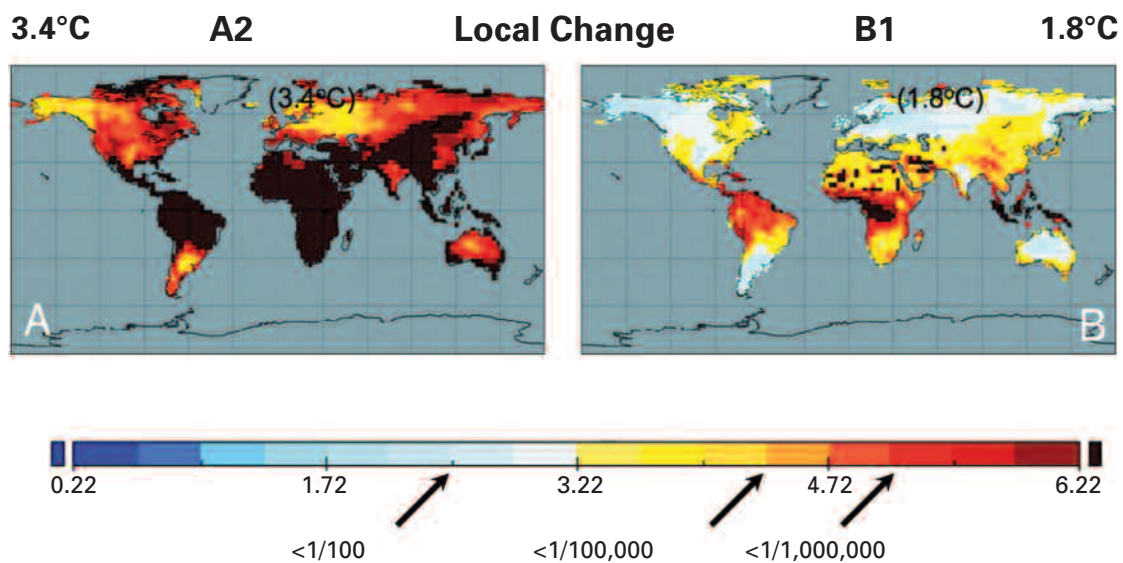 3.4°C A2 Local Change B1 1.8°C
(3.4°C) (1.8°C)
A B
0.22 1.72 3.22 4.72 6.22
<1/100 <1/100,000 <1/1,000,000